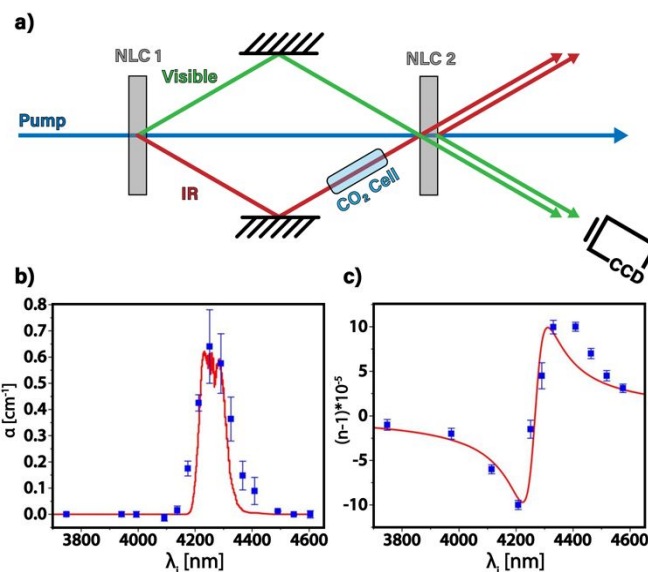 a)
NLC 1
NLC 2
Visible
Pump
IR
CO₂ Cell
CCD
b)
c)
0.8
0.7
0.6
0.5
0.4
0.3
0.2
0.1
0.0
α [cm⁻¹]
3800 4000 4200 4400 4600
λᵢ [nm]
10
5
0
-5
-10
(n-1)*10⁻⁵
3800 4000 4200 4400 4600
λᵢ [nm]